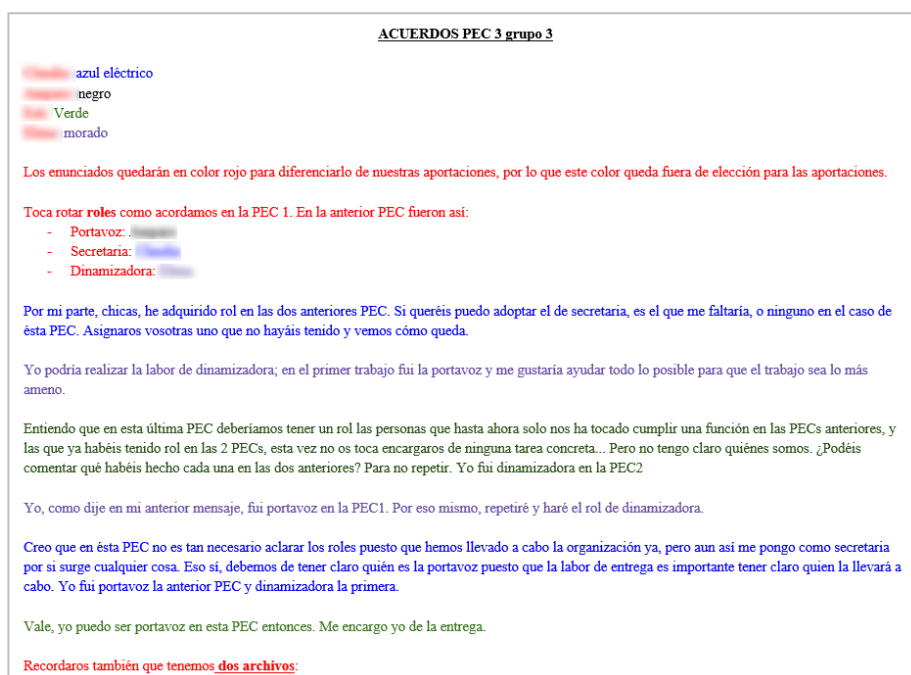 ACUERDOS PEC 3 grupo 3
azul eléctrico
negro
Verde
morado
Los enunciados quedarán en color rojo para diferenciarlo de nuestras aportaciones, por lo que este color queda fuera de elección para las aportaciones.
Toca rotar roles como acordamos en la PEC 1. En la anterior PEC fueron así:
- Portavoz:
- Secretaria:
- Dinamizadora:
Por mi parte, chicas, he adquirido rol en las dos anteriores PEC. Si queréis puedo adoptar el de secretaria, es el que me faltaría, o ninguno en el caso de
ésta PEC. Asignaros vosotras uno que no hayáis tenido y vemos cómo queda.
Yo podría realizar la labor de dinamizadora; en el primer trabajo fui la portavoz y me gustaría ayudar todo lo posible para que el trabajo sea lo más
ameno.
Entiendo que en esta última PEC deberíamos tener un rol las personas que hasta ahora solo nos ha tocado cumplir una función en las PECs anteriores, y
las que ya habéis tenido rol en las 2 PECs, esta vez no os toca encargaros de ninguna tarea concreta... Pero no tengo claro quiénes somos. ¿Podéis
comentar qué habéis hecho cada una en las dos anteriores? Para no repetir. Yo fui dinamizadora en la PEC2
Yo, como dije en mi anterior mensaje, fui portavoz en la PEC1. Por eso mismo, repetiré y haré el rol de dinamizadora.
Creo que en ésta PEC no es tan necesario aclarar los roles puesto que hemos llevado a cabo la organización ya, pero aun así me pongo como secretaria
por si surge cualquier cosa. Eso sí, debemos de tener claro quién es la portavoz puesto que la labor de entrega es importante tener claro quien la llevará a
cabo. Yo fui portavoz la anterior PEC y dinamizadora la primera.
Vale, yo puedo ser portavoz en esta PEC entonces. Me encargo yo de la entrega.
Recordaros también que tenemos dos archivos: